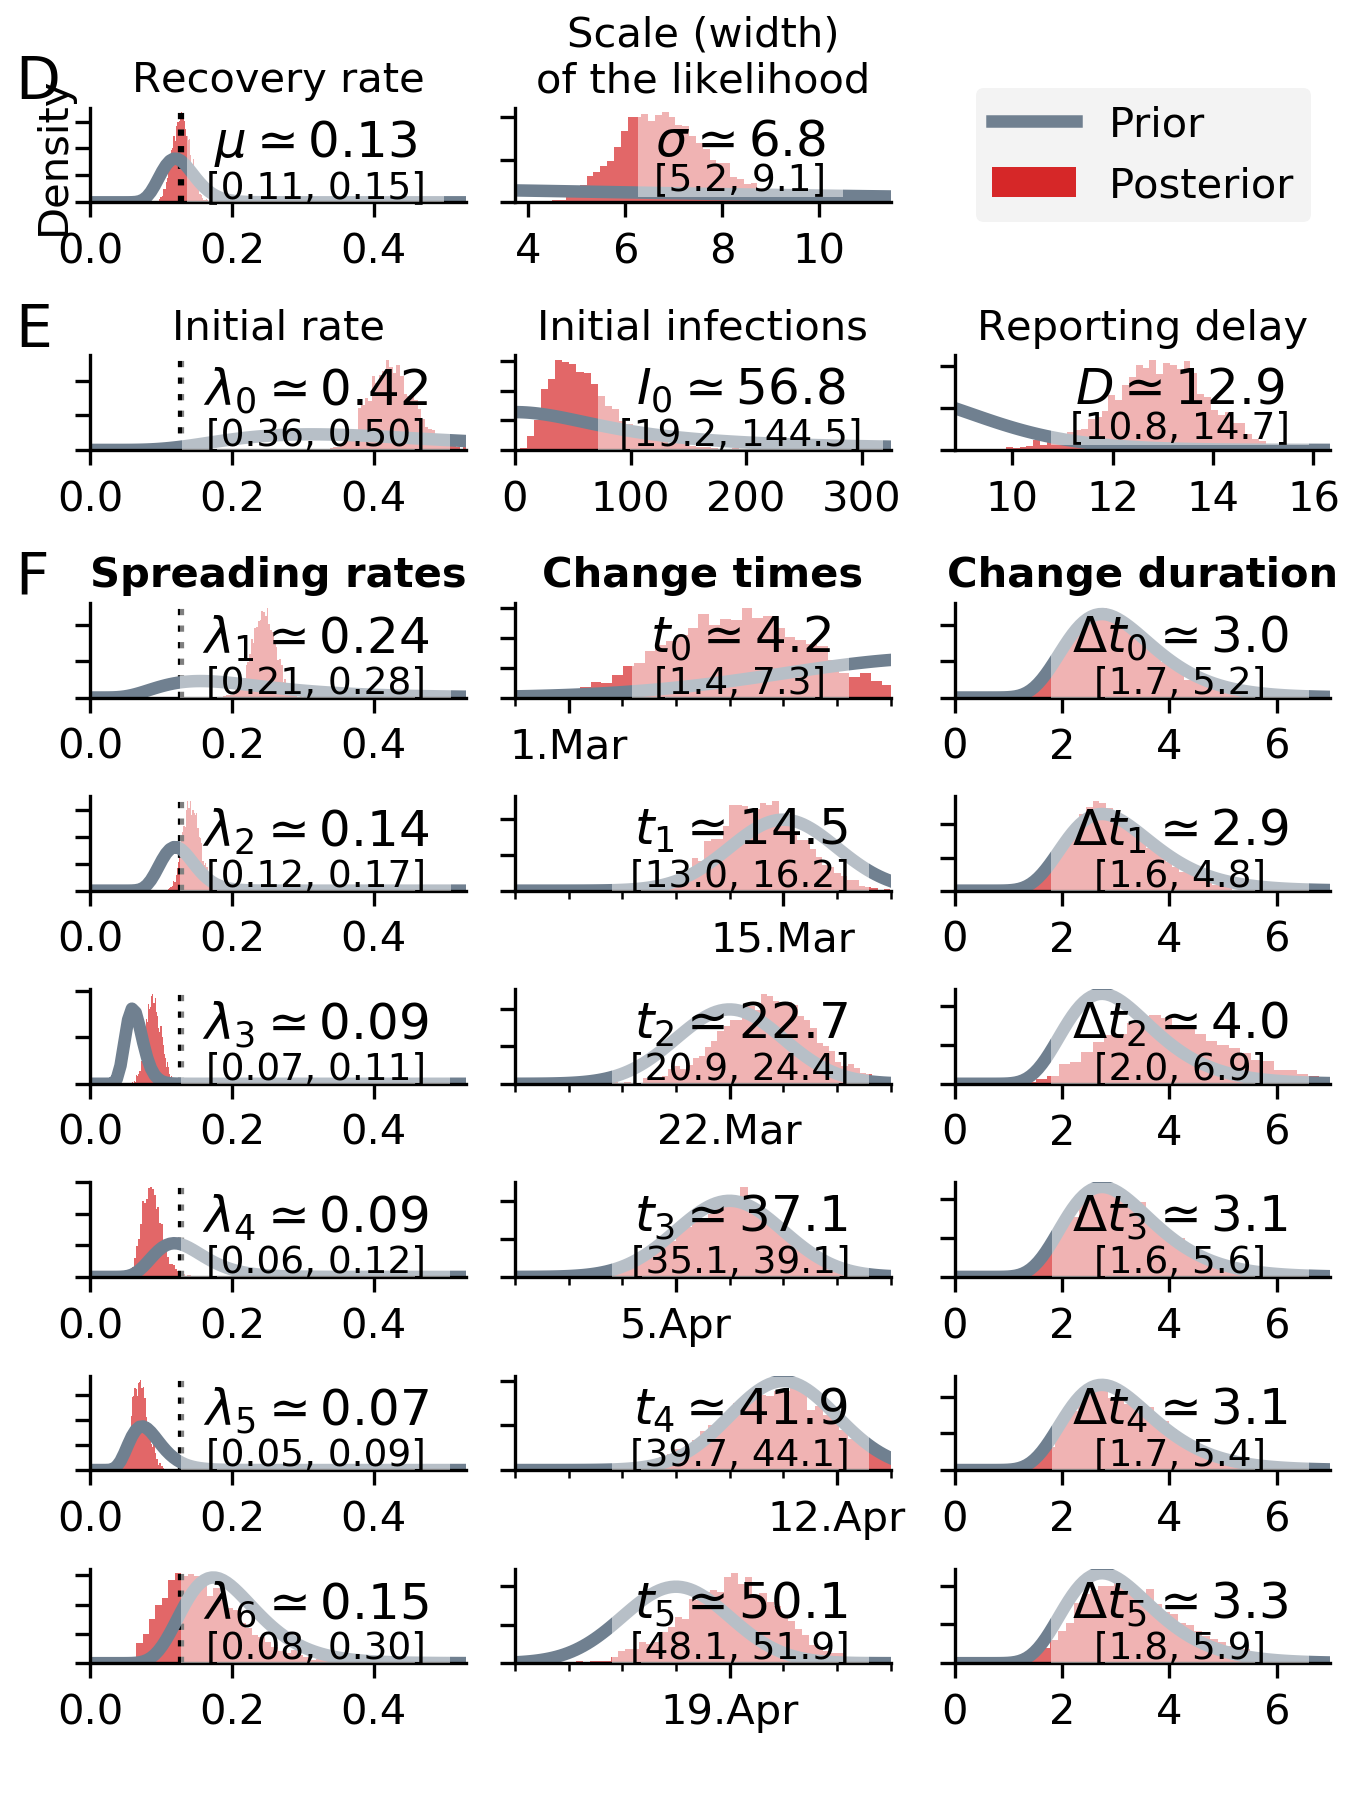 D
Recovery rate
Scale (width)
of the likelihood
Density
μ ≃ 0.13
[0.11, 0.15]
0.0 0.2 0.4
σ ≃ 6.8
[5.2, 9.1]
4 6 8 10
Prior
Posterior
E
Initial rate
Initial infections
Reporting delay
λ0 ≃ 0.42
[0.36, 0.50]
0.0 0.2 0.4
I0 ≃ 56.8
[19.2, 144.5]
0 100 200 300
D ≃ 12.9
[10.8, 14.7]
10 12 14 16
F
Spreading rates
Change times
Change duration
λ1 ≃ 0.24
[0.21, 0.28]
0.0 0.2 0.4
t0 ≃ 4.2
[1.4, 7.3]
1.Mar
Δt0 ≃ 3.0
[1.7, 5.2]
0 2 4 6
λ2 ≃ 0.14
[0.12, 0.17]
0.0 0.2 0.4
t1 ≃ 14.5
[13.0, 16.2]
15.Mar
Δt1 ≃ 2.9
[1.6, 4.8]
0 2 4 6
λ3 ≃ 0.09
[0.07, 0.11]
0.0 0.2 0.4
t2 ≃ 22.7
[20.9, 24.4]
22.Mar
Δt2 ≃ 4.0
[2.0, 6.9]
0 2 4 6
λ4 ≃ 0.09
[0.06, 0.12]
0.0 0.2 0.4
t3 ≃ 37.1
[35.1, 39.1]
5.Apr
Δt3 ≃ 3.1
[1.6, 5.6]
0 2 4 6
λ5 ≃ 0.07
[0.05, 0.09]
0.0 0.2 0.4
t4 ≃ 41.9
[39.7, 44.1]
12.Apr
Δt4 ≃ 3.1
[1.7, 5.4]
0 2 4 6
λ6 ≃ 0.15
[0.08, 0.30]
0.0 0.2 0.4
t5 ≃ 50.1
[48.1, 51.9]
19.Apr
Δt5 ≃ 3.3
[1.8, 5.9]
0 2 4 6